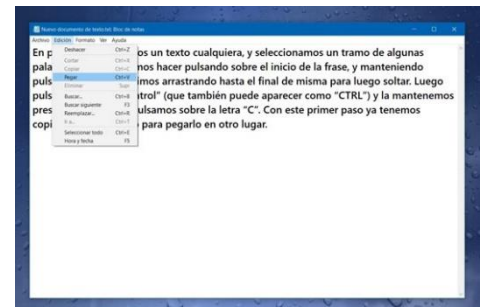 Nuevo documento de texto.txt: Bloc de notas
Archivo Edición Formato Ver Ayuda
Deshacer Ctrl+Z
Cortar Ctrl+X
Copiar Ctrl+C
Pegar Ctrl+V
Eliminar Supr
Buscar... Ctrl+B
Buscar siguiente F3
Reemplazar... Ctrl+R
Ir a... Ctrl+T
Seleccionar todo Ctrl+E
Hora y fecha F5
En p os un texto cualquiera, y seleccionamos un tramo de algunas
pala nos hacer pulsando sobre el inicio de la frase, y manteniendo
puls imos arrastrando hasta el final de misma para luego soltar. Luego
puls trol" (que también puede aparecer como "CTRL") y la mantenemos
pres ulsamos sobre la letra "C". Con este primer paso ya tenemos
copi para pegarlo en otro lugar.